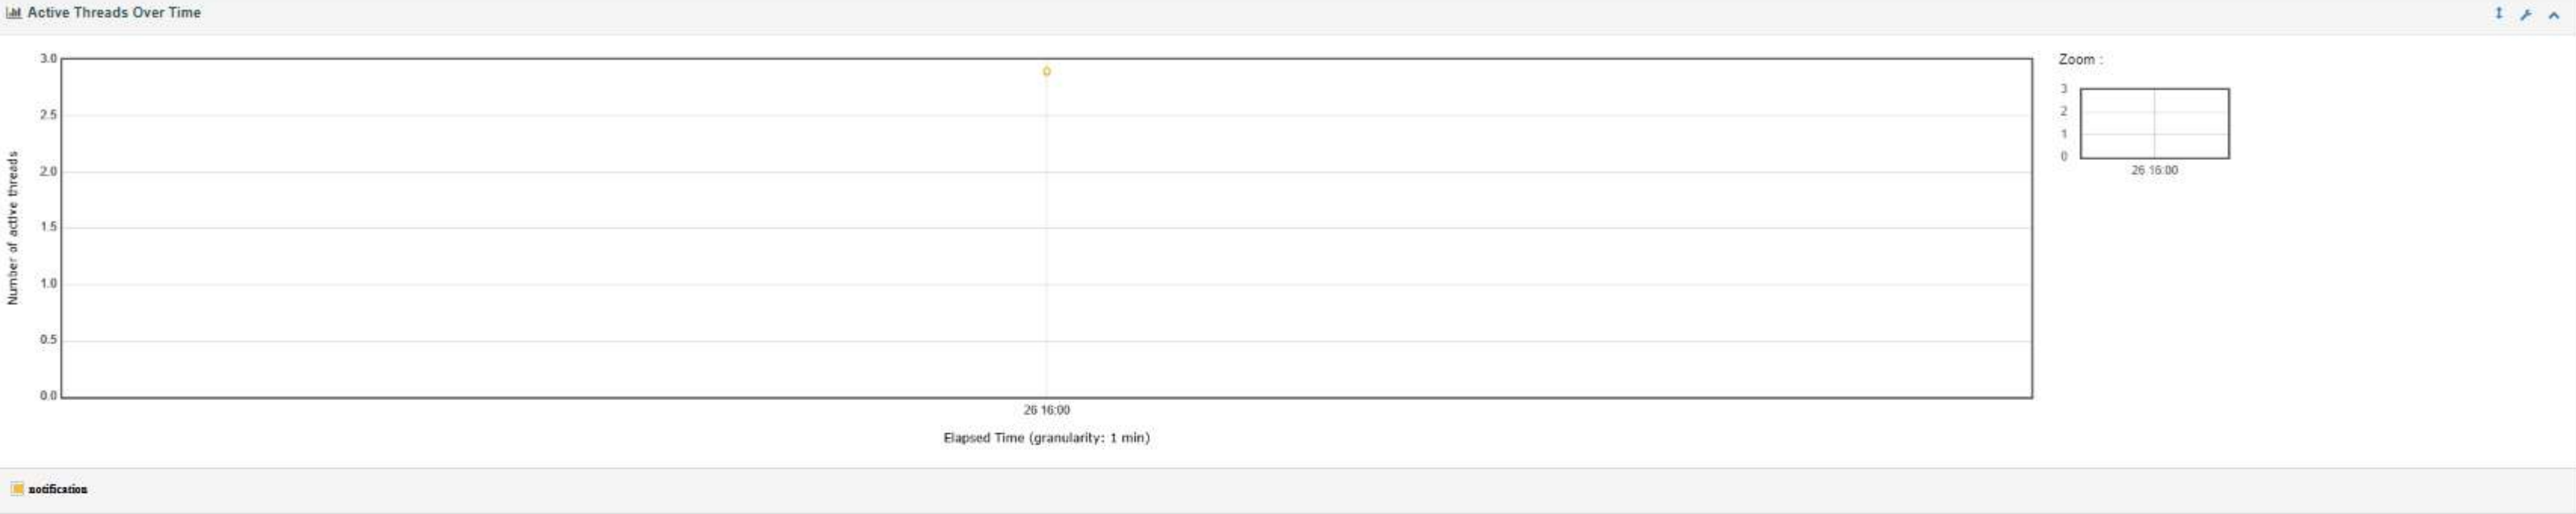 Active Threads Over Time
3.0
2.5
2.0
1.5
1.0
0.5
0.0
Number of active threads
26 16:00
Elapsed Time (granularity: 1 min)
Zoom :
3
2
1
0
26 16:00
notification